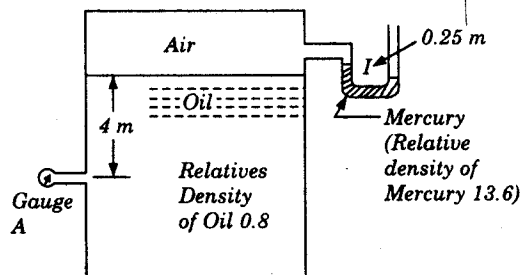 Air
I
0.25 m
Oil
4 m
Mercury
(Relative
density of
Mercury 13.6)
Relatives
Density
of Oil 0.8
Gauge
A